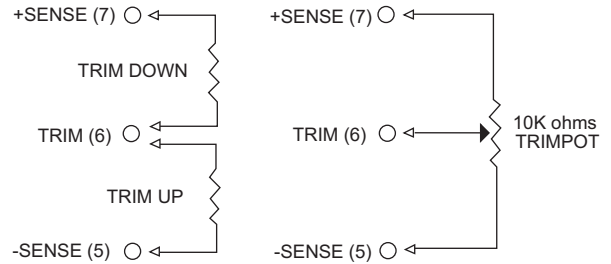 +SENSE (7)
TRIM DOWN
TRIM (6)
TRIM UP
-SENSE (5)
+SENSE (7)
TRIM (6)
10K ohms
TRIMPOT
-SENSE (5)